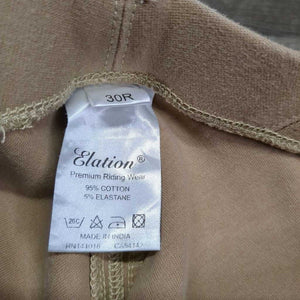 30R
Elation®
Premium Riding Wear
95% COTTON
5% ELASTANE
MADE IN INDIA